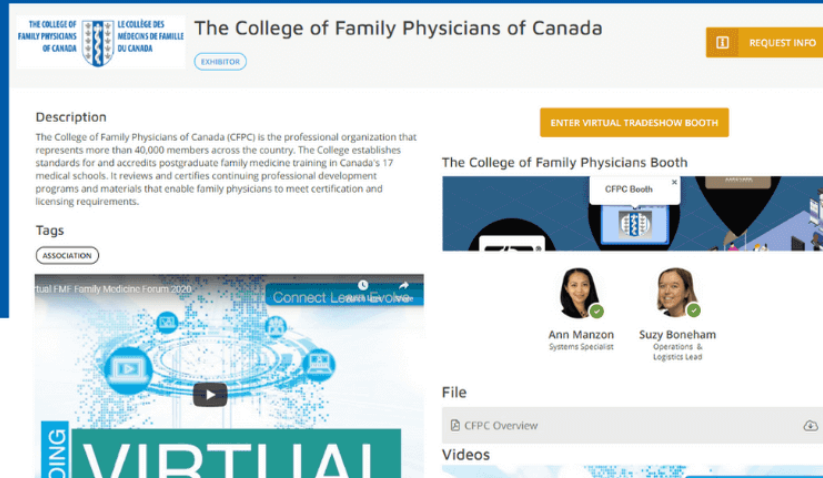 THE COLLEGE OF
FAMILY PHYSICIANS
OF CANADA
LE COLLÈGE DES
MÉDECINS DE FAMILLE
DU CANADA
The College of Family Physicians of Canada
EXHIBITOR
REQUEST INFO
Description
The College of Family Physicians of Canada (CFPC) is the professional organization that
represents more than 40,000 members across the country. The College establishes
standards for and accredits postgraduate family medicine training in Canada's 17
medical schools. It reviews and certifies continuing professional development
programs and materials that enable family physicians to meet certification and
licensing requirements.
Tags
ASSOCIATION
tual FMF Family Medicine Forum 2020
Connect Learn Evolve
VIRTUAL
DING
ENTER VIRTUAL TRADESHOW BOOTH
The College of Family Physicians Booth
CFPC Booth
Ann Manzon
Systems Specialist
Suzy Boneham
Operations &
Logistics Lead
File
CFPC Overview
Videos